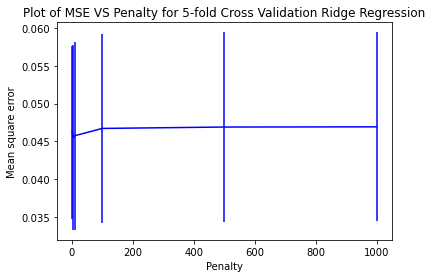 Plot of MSE VS Penalty for 5-fold Cross Validation Ridge Regression
0.060
0.055
0.050
0.045
0.040
0.035
Mean square error
0 200 400 600 800 1000
Penalty